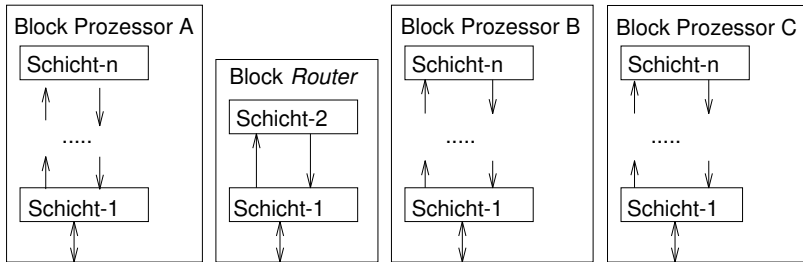 Block Prozessor A
Schicht-n
.....
Schicht-1
Block Router
Schicht-2
Schicht-1
Block Prozessor B
Schicht-n
.....
Schicht-1
Block Prozessor C
Schicht-n
.....
Schicht-1